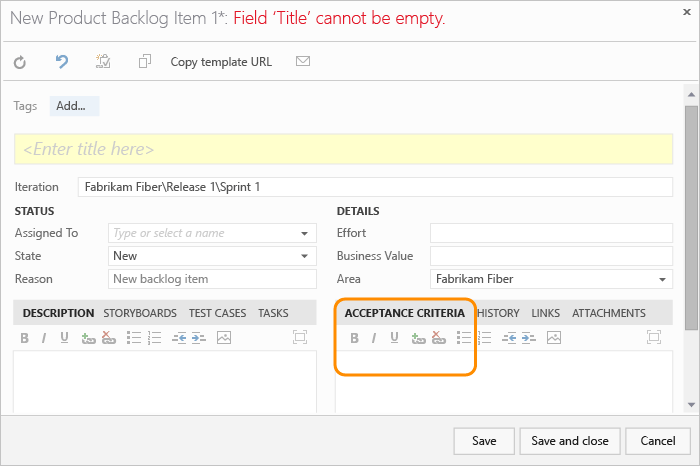 New Product Backlog Item 1*: Field ‘Title’ cannot be empty.
Copy template URL
Tags Add...
<Enter title here>
Iteration Fabrikam Fiber\Release 1\Sprint 1
STATUS DETAILS
Assigned To Type or select a name Effort
State New Business Value
Reason New backlog item Area Fabrikam Fiber
DESCRIPTION STORYBOARDS TEST CASES TASKS ACCEPTANCE CRITERIA HISTORY LINKS ATTACHMENTS
B I U B I U
Save Save and close Cancel